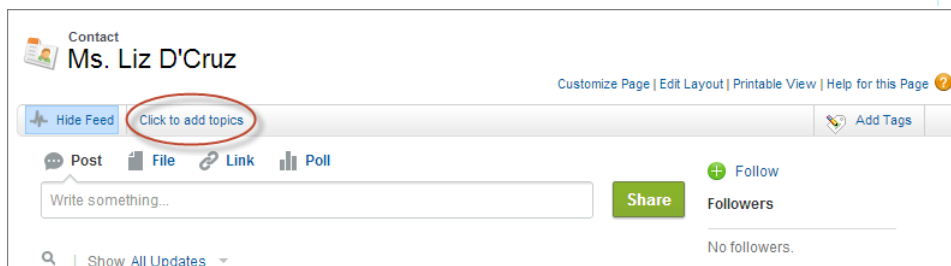 Contact
Ms. Liz D'Cruz
Customize Page | Edit Layout | Printable View | Help for this Page ?
Hide Feed Click to add topics Add Tags
Post File Link Poll
Follow
Write something... Share
Followers
No followers.
Show All Updates